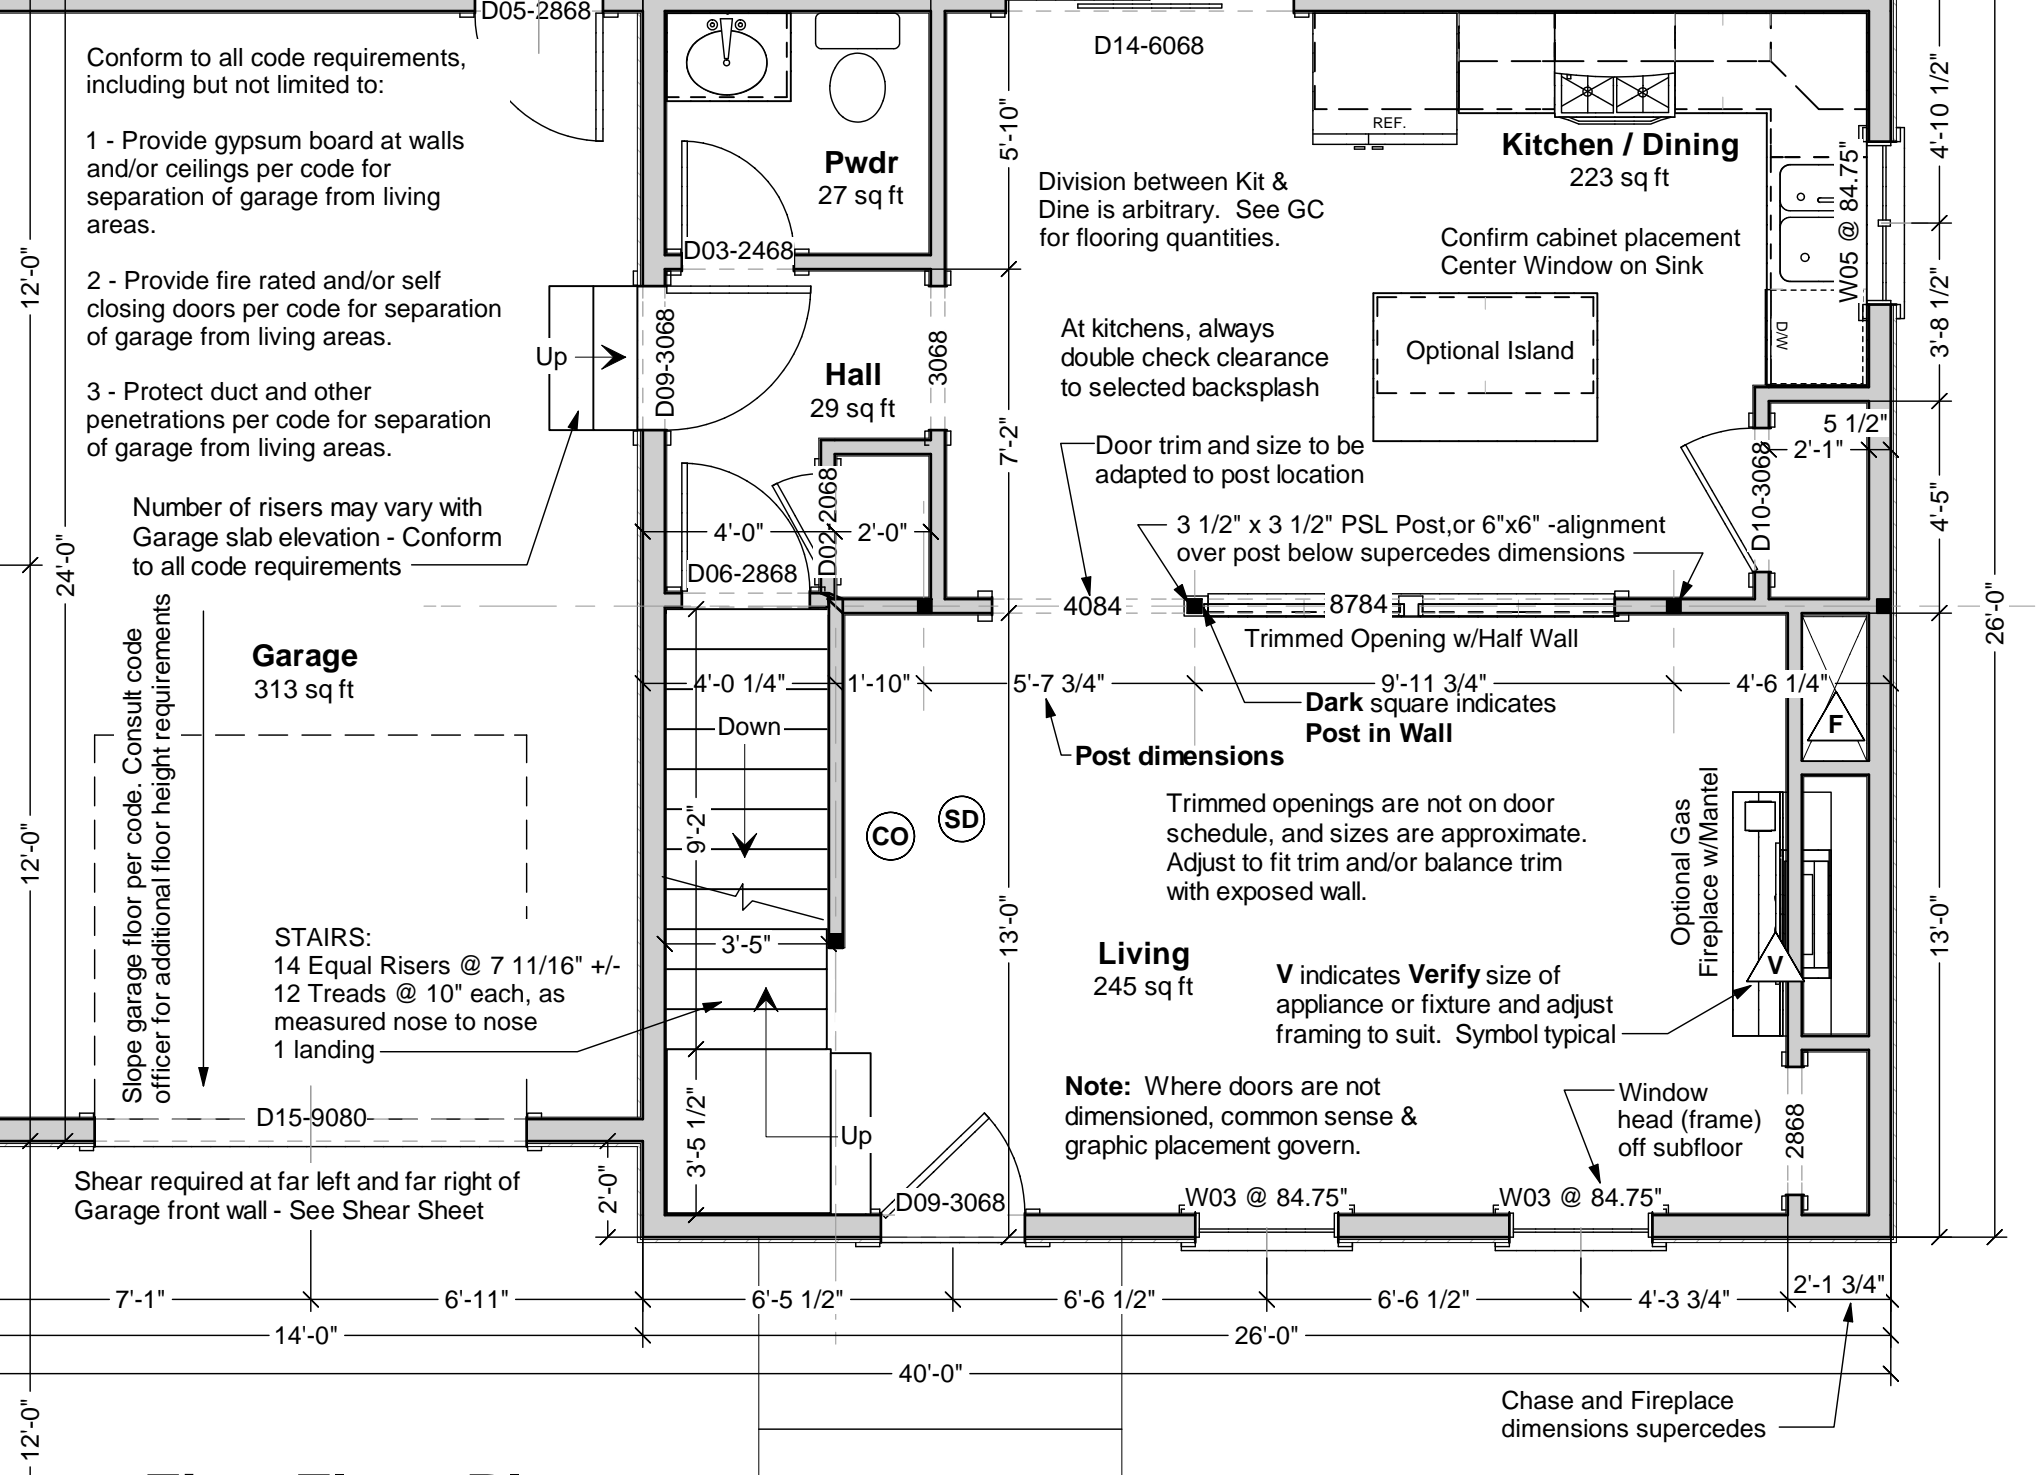 D05-2868
Conform to all code requirements,
including but not limited to:
1 - Provide gypsum board at walls
and/or ceilings per code for
separation of garage from living
areas.
2 - Provide fire rated and/or self
closing doors per code for separation
of garage from living areas.
3 - Protect duct and other
penetrations per code for separation
of garage from living areas.
Number of risers may vary with
Garage slab elevation - Conform
to all code requirements
12'-0"
24'-0"
12'-0"
12'-0"
Garage
313 sq ft
Slope garage floor per code. Consult code
officer for additional floor height requirements
STAIRS:
14 Equal Risers @ 7 11/16" +/-
12 Treads @ 10" each, as
measured nose to nose
1 landing
D15-9080
Shear required at far left and far right of
Garage front wall - See Shear Sheet
2'-0"
Pwdr
27 sq ft
D03-2468
Up
D09-3068
Hall
29 sq ft
3068
D02-2068
4'-0"
2'-0"
D06-2868
5'-10"
7'-2"
13'-0"
D14-6068
REF.
Kitchen / Dining
223 sq ft
Division between Kit &
Dine is arbitrary.  See GC
for flooring quantities.
Confirm cabinet placement
Center Window on Sink
W05 @ 84.75"
D/W
At kitchens, always
double check clearance
to selected backsplash
Optional Island
Door trim and size to be
adapted to post location
3 1/2" x 3 1/2" PSL Post,or 6"x6" -alignment
over post below supercedes dimensions
D10-3068
5 1/2"
2'-1"
4'-10 1/2"
3'-8 1/2"
4'-5"
13'-0"
26'-0"
4084
8784
Trimmed Opening w/Half Wall
4'-0 1/4"
1'-10"
5'-7 3/4"
9'-11 3/4"
4'-6 1/4"
Dark square indicates
Post in Wall
Post dimensions
F
Down
9'-2"
3'-5"
3'-5 1/2"
Up
CO
SD
Trimmed openings are not on door
schedule, and sizes are approximate.
Adjust to fit trim and/or balance trim
with exposed wall.
Optional Gas
Fireplace w/Mantel
Living
245 sq ft
V indicates Verify size of
appliance or fixture and adjust
framing to suit.  Symbol typical
V
Note:  Where doors are not
dimensioned, common sense &
graphic placement govern.
Window
head (frame)
off subfloor
2868
D09-3068
W03 @ 84.75"
W03 @ 84.75"
7'-1"
6'-11"
6'-5 1/2"
6'-6 1/2"
6'-6 1/2"
4'-3 3/4"
2'-1 3/4"
14'-0"
26'-0"
40'-0"
Chase and Fireplace
dimensions supercedes